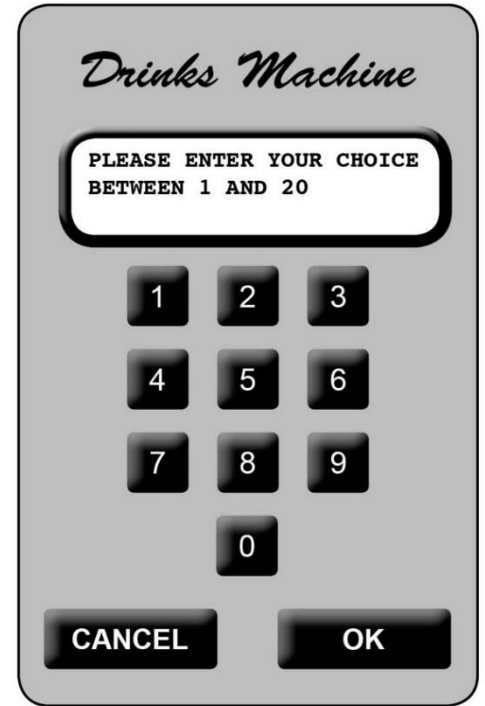 Drinks Machine
PLEASE ENTER YOUR CHOICE
BETWEEN 1 AND 20
1 2 3
4 5 6
7 8 9
0
CANCEL OK